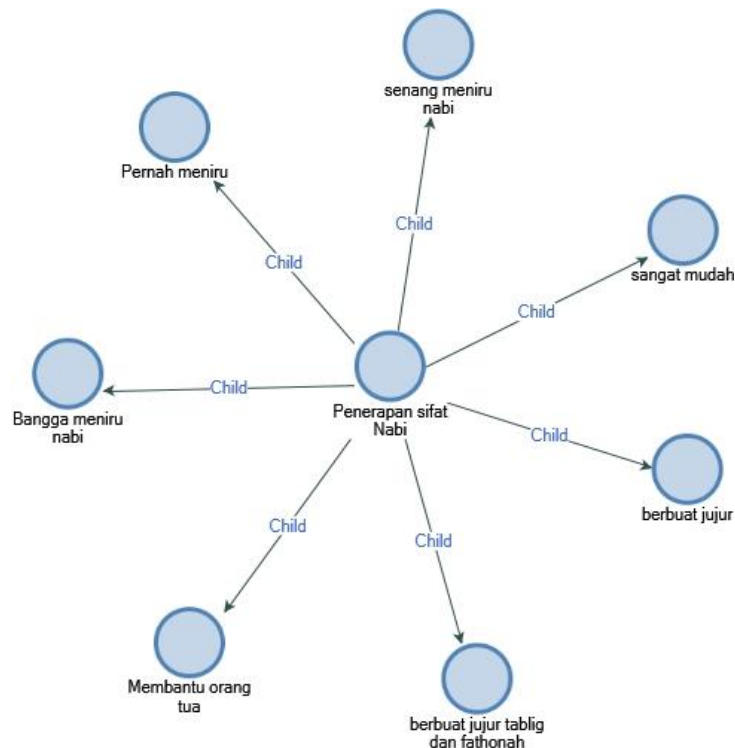 senang meniru
nabi
Pernah meniru
Child
Child
sangat mudah
Child
Bangga meniru
nabi
Child
Penerapan sifat
Nabi
Child
berbuat jujur
Child
Child
Membantu orang
tua
berbuat jujur tablig
dan fathonah